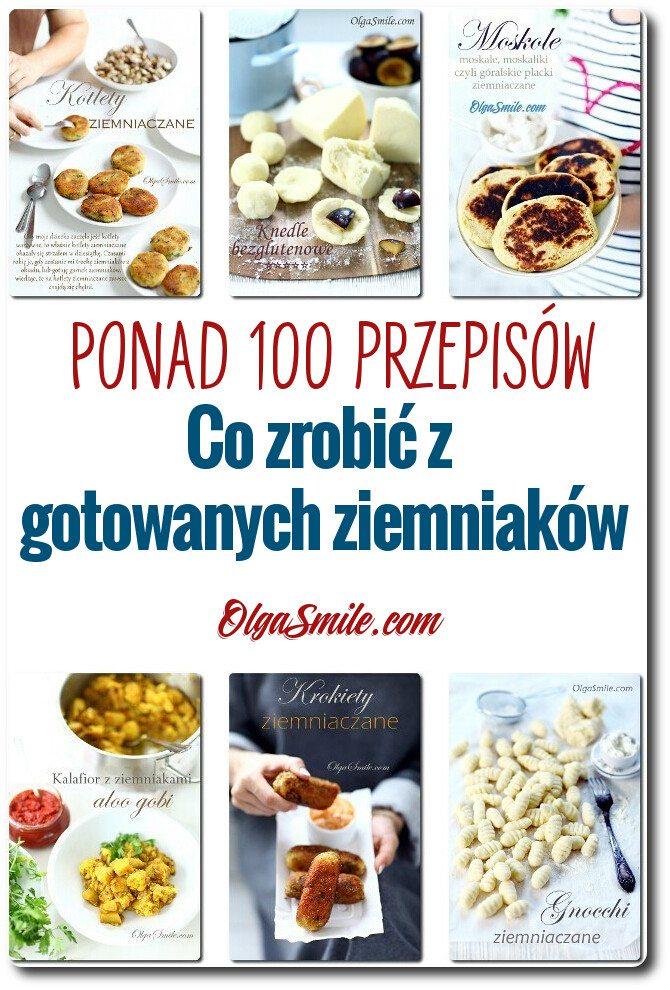 Kotlety
ZIEMNIACZANE
OlgaSmile.com
OlgaSmile.com
Knedle
bezglutenowe
Moskole
moskale, moskaliki
czyli góralskie placki
ziemniaczane
OlgaSmile.com
PONAD 100 PRZEPISÓW
Co zrobić z
gotowanych ziemniaków
OlgaSmile.com
Kalafior z ziemniakami
aloo gobi
OlgaSmile.com
Krokiety
ziemniaczane
OlgaSmile.com
OlgaSmile.com
Gnocchi
ziemniaczane